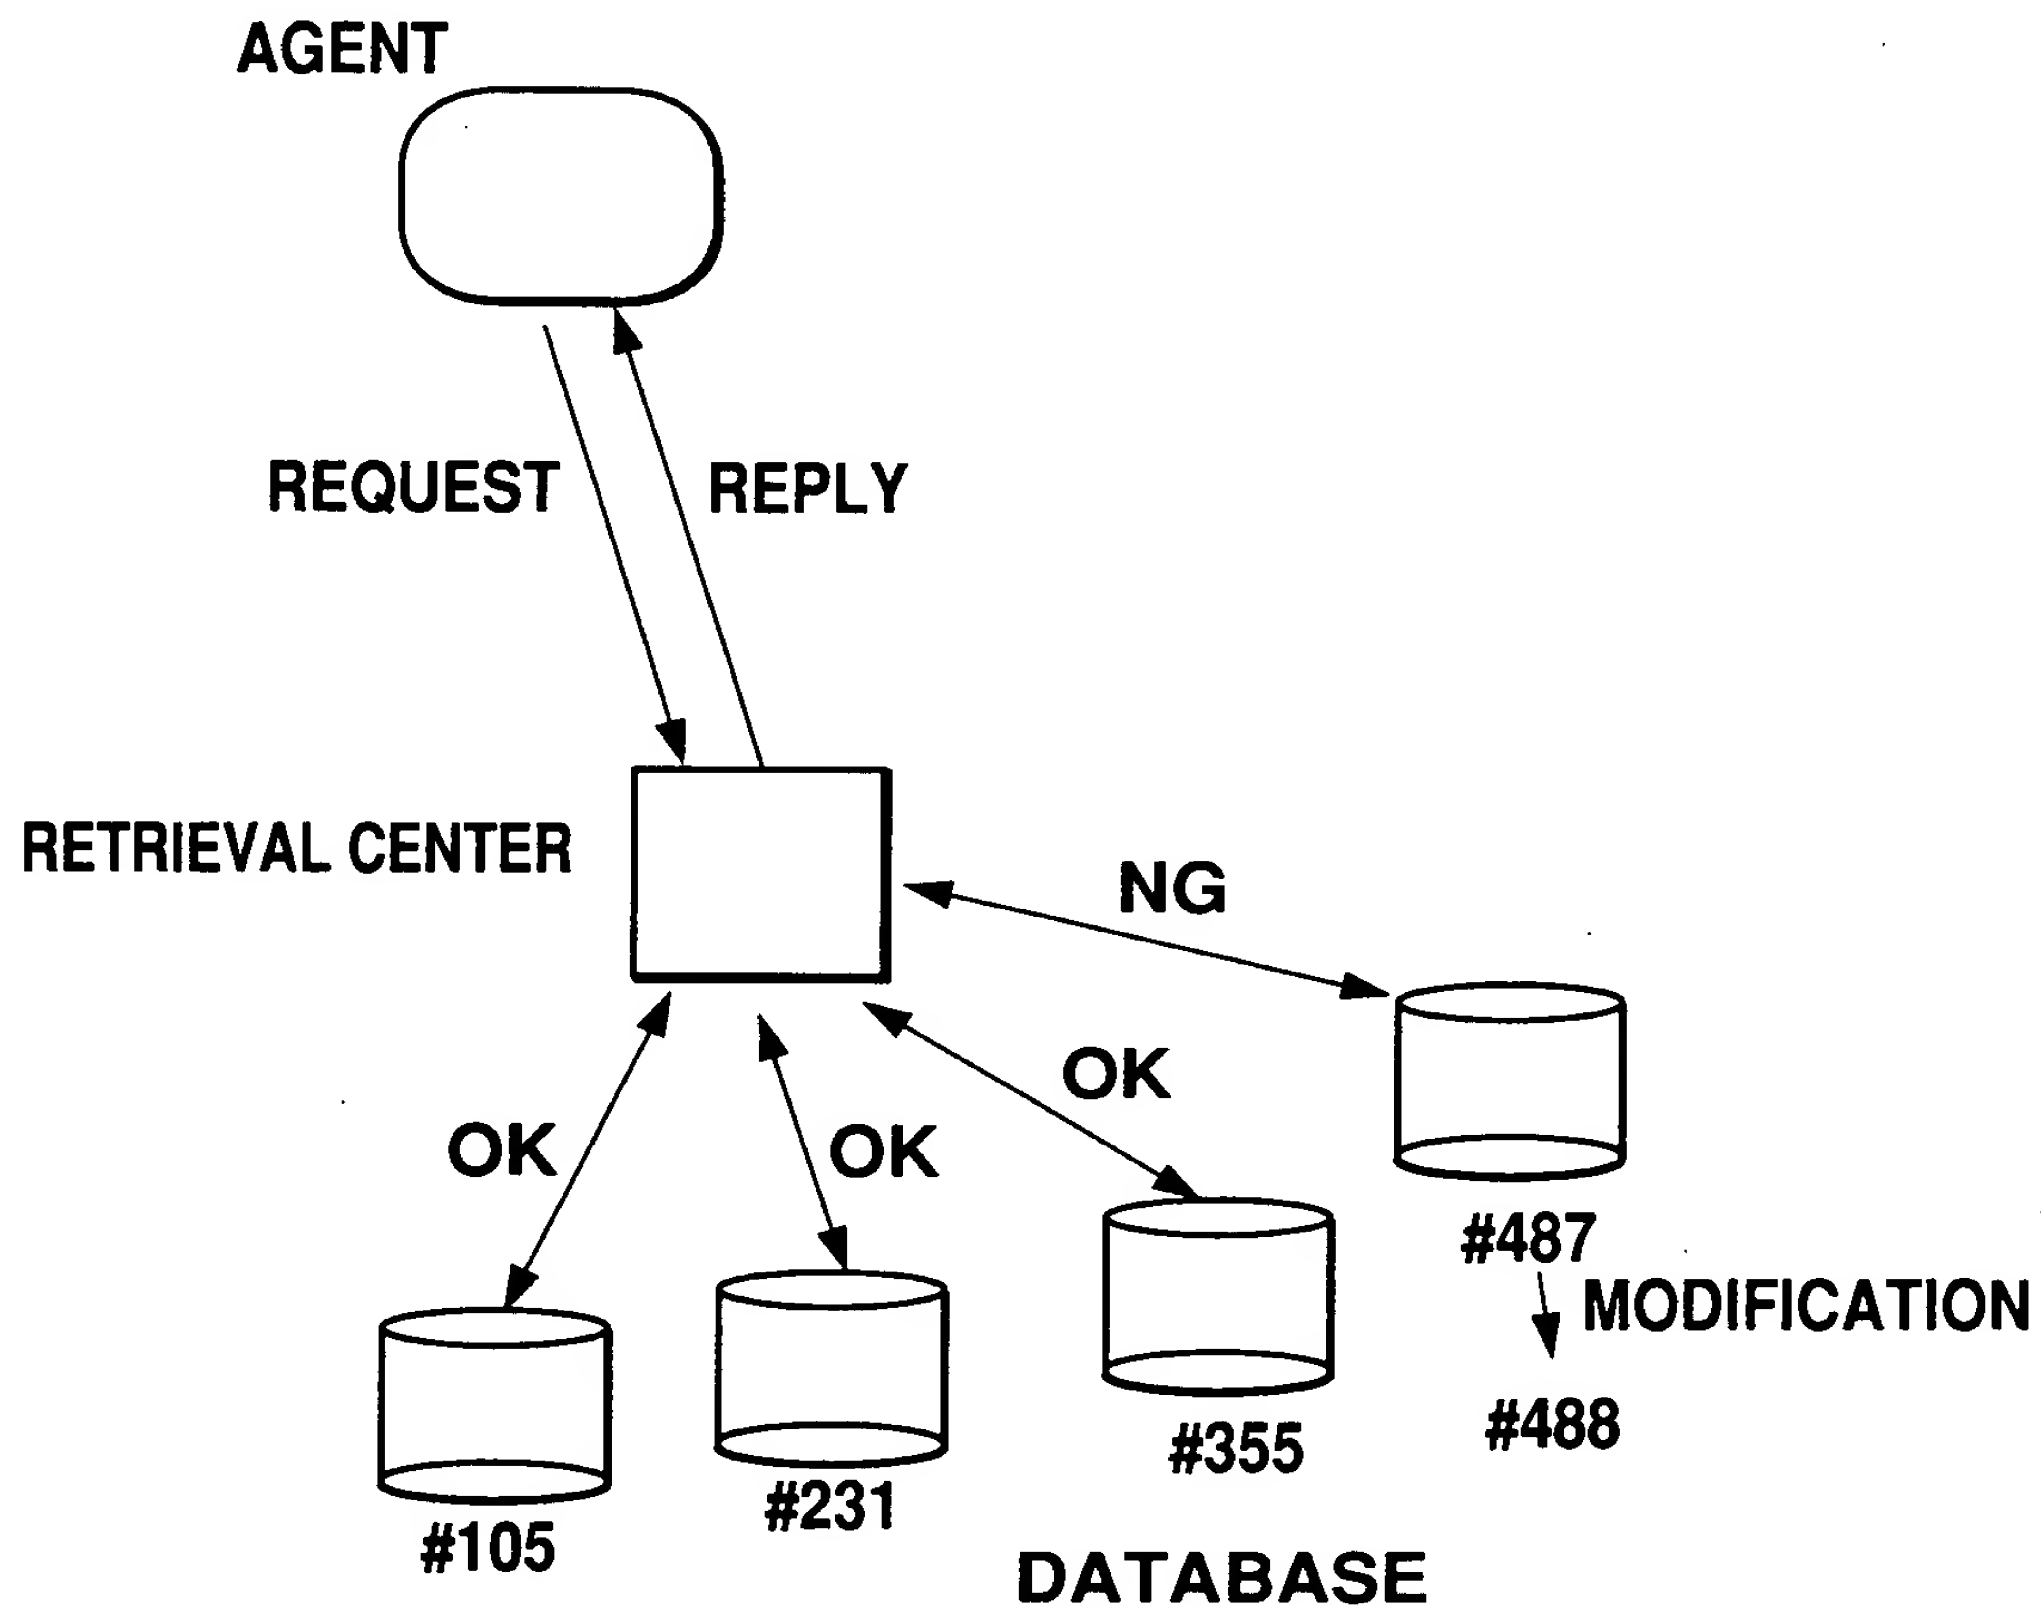 AGENT
REQUEST
REPLY
RETRIEVAL CENTER
NG
OK
OK
OK
#487
MODIFICATION
#488
#355
#231
#105
DATABASE